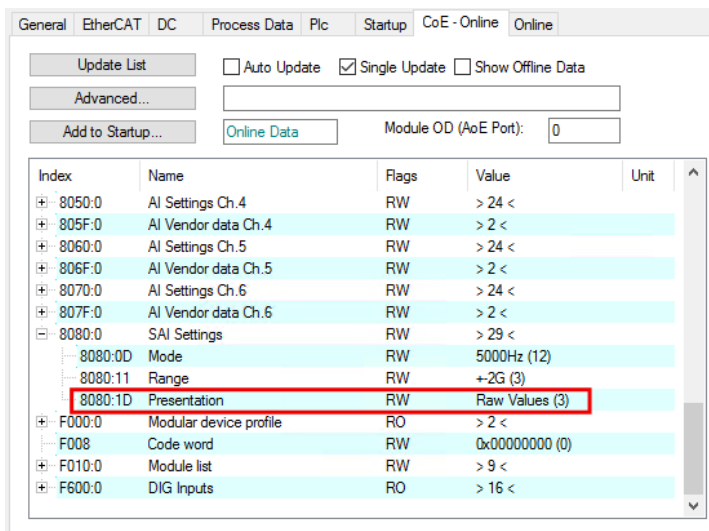 General EtherCAT DC Process Data Plc Startup CoE - Online Online
Update List Auto Update Single Update Show Offline Data
Advanced...
Add to Startup... Online Data Module OD (AoE Port): 0
Index Name Flags Value Unit
8050:0 AI Settings Ch.4 RW > 24 <
805F:0 AI Vendor data Ch.4 RW > 2 <
8060:0 AI Settings Ch.5 RW > 24 <
806F:0 AI Vendor data Ch.5 RW > 2 <
8070:0 AI Settings Ch.6 RW > 24 <
807F:0 AI Vendor data Ch.6 RW > 2 <
8080:0 SAI Settings RW > 29 <
8080:0D Mode RW 5000Hz (12)
8080:11 Range RW +-2G (3)
8080:1D Presentation RW Raw Values (3)
F000:0 Modular device profile RO > 2 <
F008 Code word RW 0x00000000 (0)
F010:0 Module list RW > 9 <
F600:0 DIG Inputs RO > 16 <